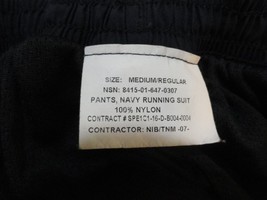 SIZE: MEDIUM/REGULAR
NSN: 8415-01-647-0307
PANTS, NAVY RUNNING SUIT
100% NYLON
CONTRACT # SPE1C1-16-D-B004-0004
CONTRACTOR: NIB/TNM -07-